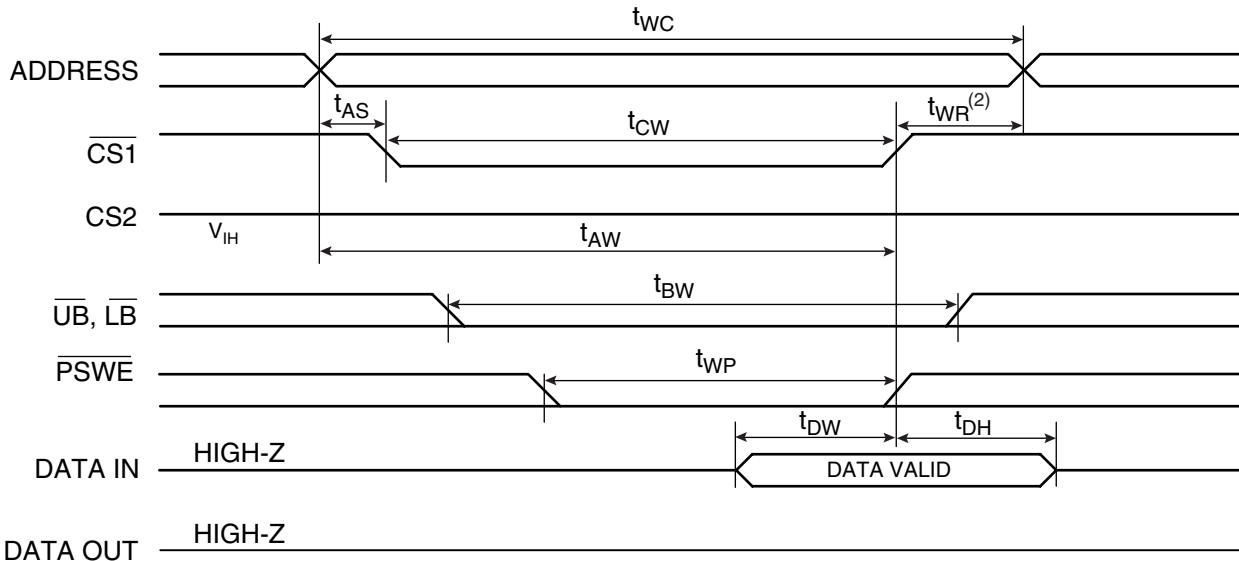 tWC
ADDRESS
tAS
tCW
tWR(2)
CS1
CS2
VIH
tAW
tBW
UB, LB
tWP
PSWE
tDW
tDH
HIGH-Z
DATA IN
DATA VALID
HIGH-Z
DATA OUT